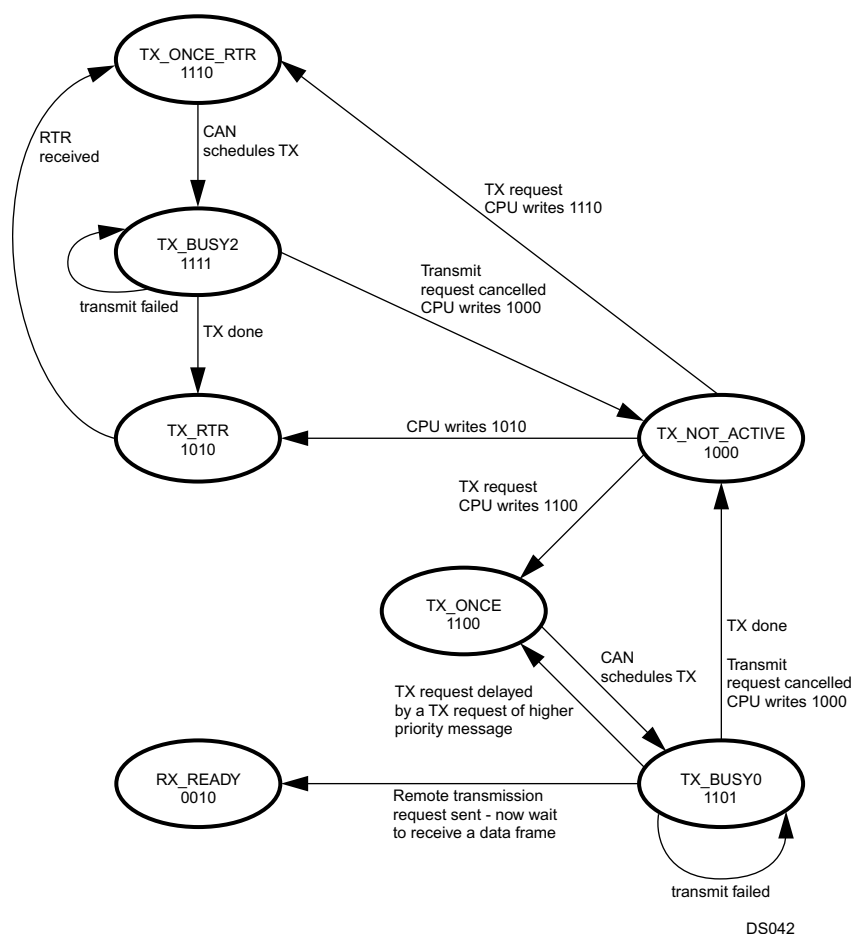 TX_ONCE_RTR
1110
RTR
received
CAN
schedules TX
TX request
CPU writes 1110
TX_BUSY2
1111
Transmit
request cancelled
CPU writes 1000
transmit failed
TX done
TX_RTR
1010
CPU writes 1010
TX_NOT_ACTIVE
1000
TX request
CPU writes 1100
TX_ONCE
1100
CAN
schedules TX
TX done
Transmit
request cancelled
CPU writes 1000
TX request delayed
by a TX request of higher
priority message
RX_READY
0010
Remote transmission
request sent - now wait
to receive a data frame
TX_BUSY0
1101
transmit failed
DS042